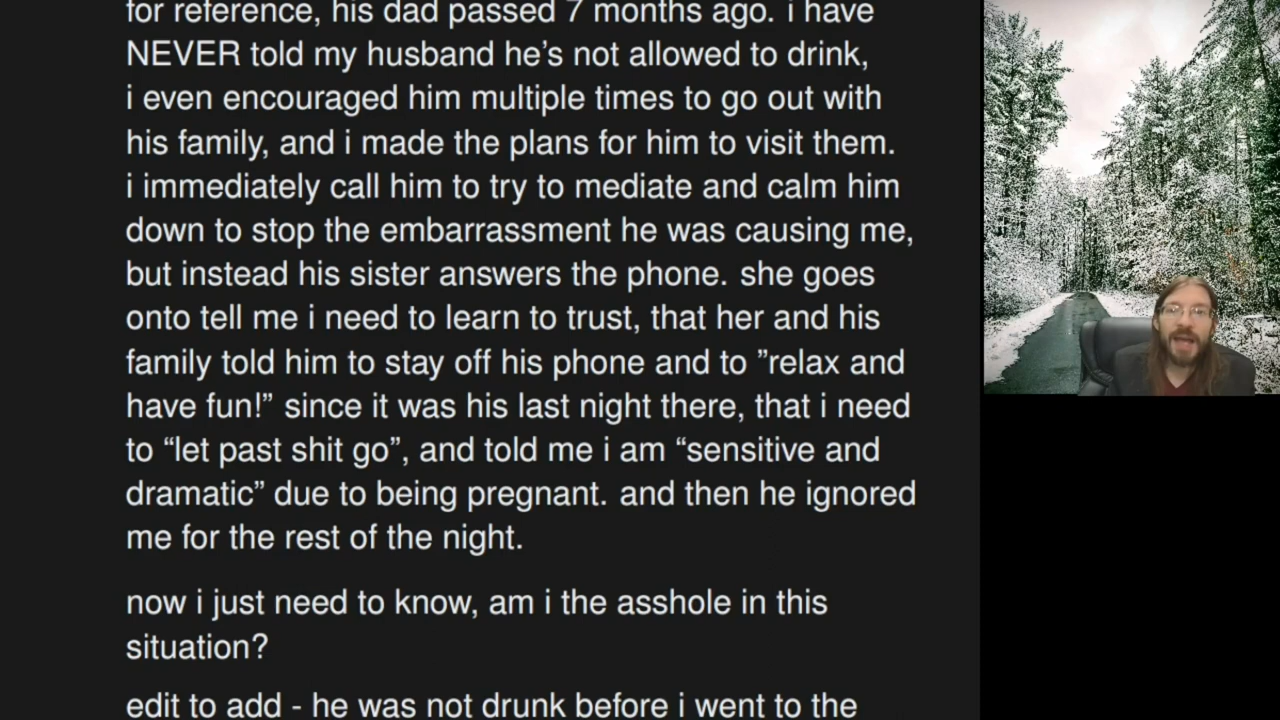 for reference, his dad passed 7 months ago. i have
NEVER told my husband he’s not allowed to drink,
i even encouraged him multiple times to go out with
his family, and i made the plans for him to visit them.
i immediately call him to try to mediate and calm him
down to stop the embarrassment he was causing me,
but instead his sister answers the phone. she goes
onto tell me i need to learn to trust, that her and his
family told him to stay off his phone and to ”relax and
have fun!” since it was his last night there, that i need
to “let past shit go”, and told me i am “sensitive and
dramatic” due to being pregnant. and then he ignored
me for the rest of the night.
now i just need to know, am i the asshole in this
situation?
edit to add - he was not drunk before i went to the